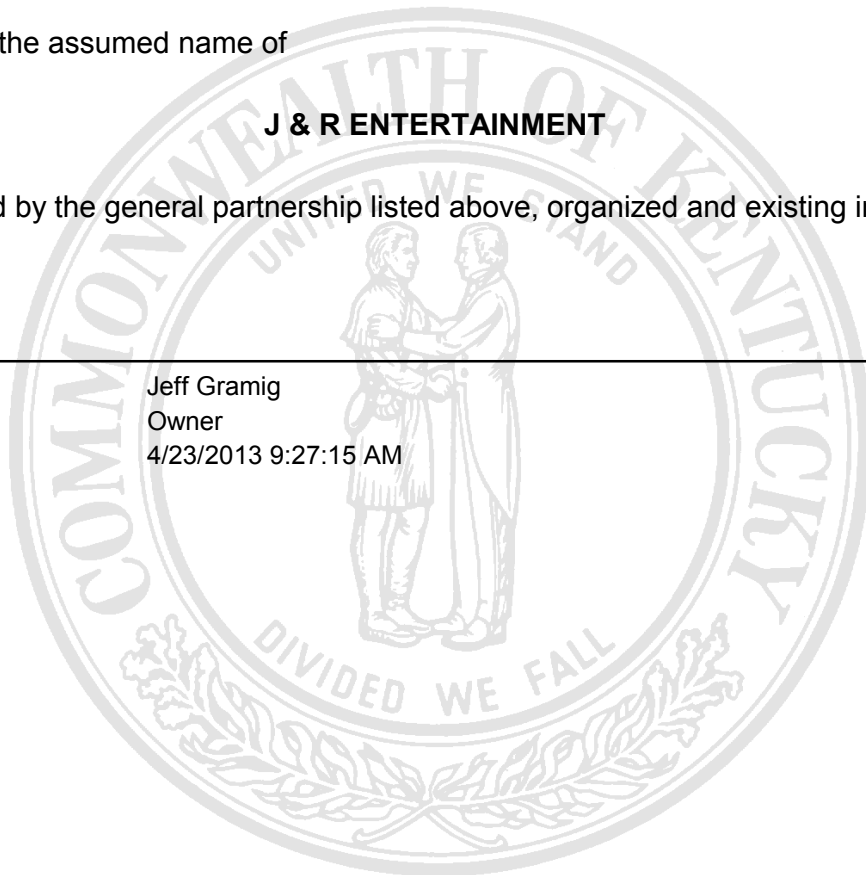 the assumed name of
J & R ENTERTAINMENT
by the general partnership listed above, organized and existing
Jeff Gramig
Owner
4/23/2013 9:27:15 AM
COMMONWEALTH OF KENTUCKY
UNITED WE STAND
DIVIDED WE FALL